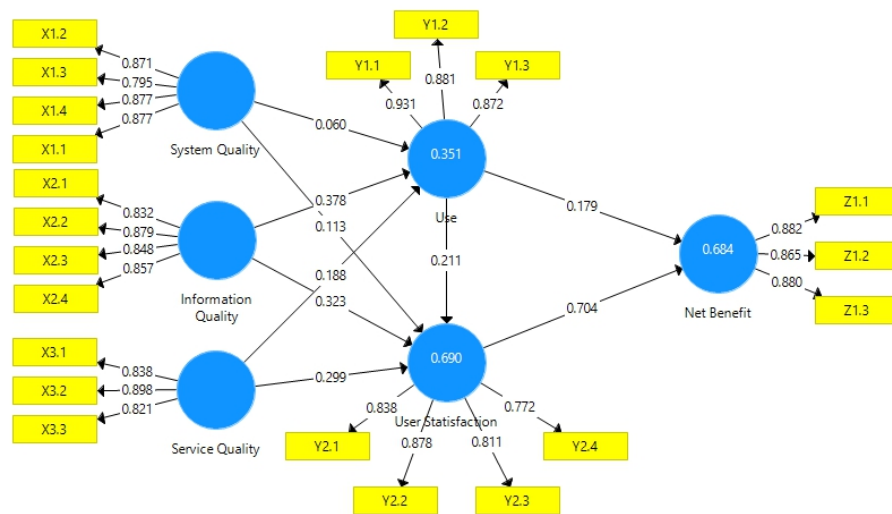 X1.2
X1.3
X1.4
X1.1
0.871
0.795
0.877
0.877
System Quality
X2.1
X2.2
X2.3
X2.4
0.832
0.879
0.848
0.857
Information
Quality
X3.1
X3.2
X3.3
0.838
0.898
0.821
Service Quality
0.060
0.378
0.113
0.188
0.323
0.299
Y1.1
Y1.2
Y1.3
0.931
0.881
0.872
0.351
Use
0.211
0.690
User Statisfaction
0.838
0.878
0.811
0.772
Y2.1
Y2.2
Y2.3
Y2.4
0.179
0.704
0.684
Net Benefit
0.882
0.865
0.880
Z1.1
Z1.2
Z1.3